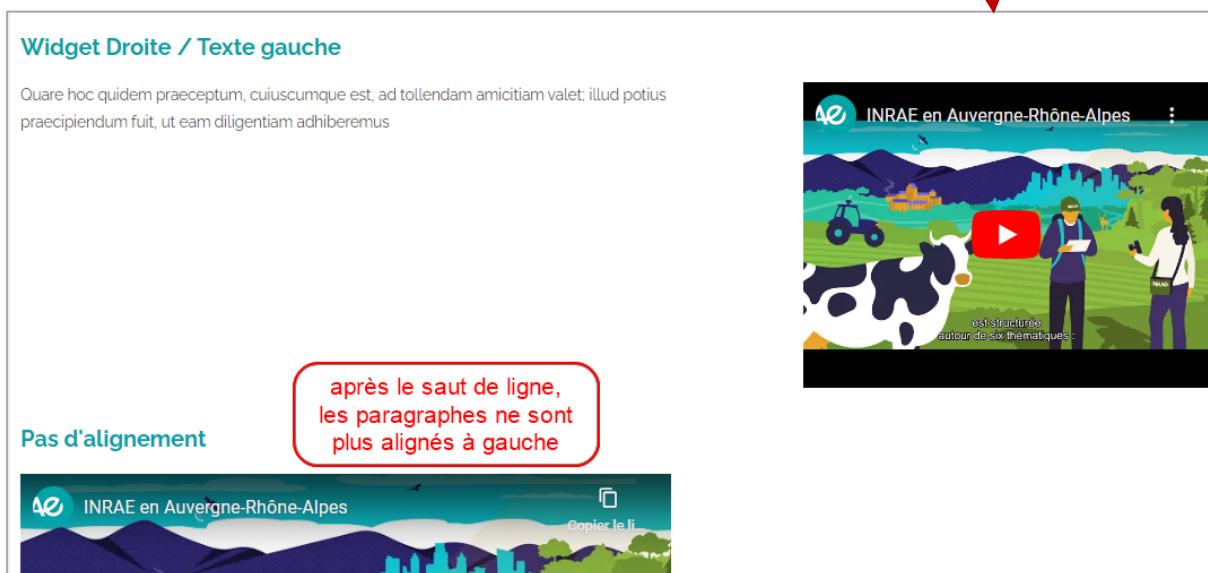 Widget Droite / Texte gauche
Quare hoc quidem praeceptum, cuiuscumque est, ad tollendam amicitiam valet; illud potius
praecipiendum fuit, ut eam diligentiam adhiberemus
INRAE en Auvergne-Rhône-Alpes
INRAE
est structurée
autour de six thématiques :
après le saut de ligne,
les paragraphes ne sont
plus alignés à gauche
Pas d'alignement
INRAE en Auvergne-Rhône-Alpes
Copier le li...